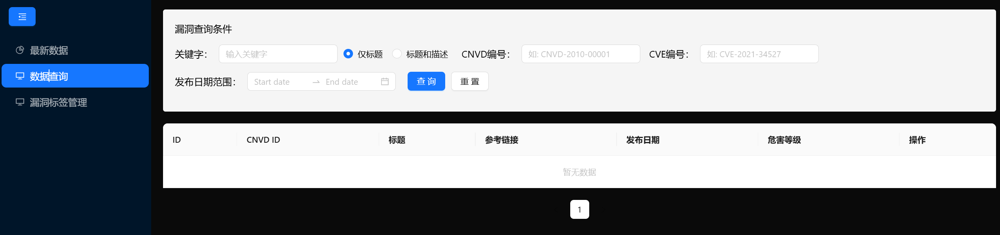 最新数据
数据查询
漏洞标签管理
漏洞查询条件
关键字： 输入关键字 仅标题 标题和描述 CNVD编号： 如: CNVD-2010-00001 CVE编号： 如: CVE-2021-34527
发布日期范围： Start date End date 查 询 重 置
ID CNVD ID 标题 参考链接 发布日期 危害等级 操作
暂无数据
1